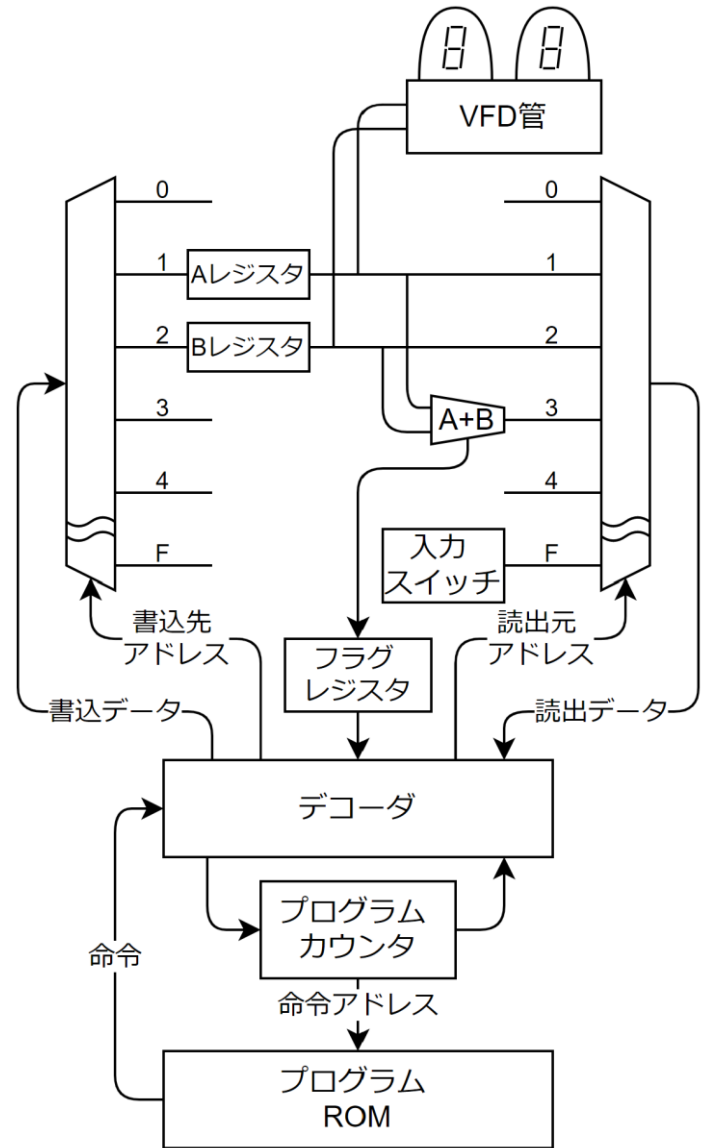 8 8
VFD管
0
0
1
Aレジスタ
1
2
Bレジスタ
2
3
A+B
3
4
4
F
入力
スイッチ
F
書込先
アドレス
読出元
アドレス
フラグ
レジスタ
書込データ
読出データ
デコーダ
プログラム
カウンタ
命令
命令アドレス
プログラム
ROM